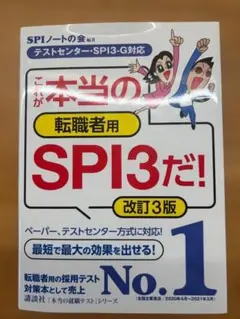 SPIノートの会 編著
テストセンター・SPI3-G対応
これが
本当の
転職者用
SPI3だ!
改訂3版
ペーパー、テストセンター方式に対応!
最短で最大の効果を出せる!
転職者用の採用テスト
対策本として売上
No.1
講談社「本当の就職テスト」シリーズ